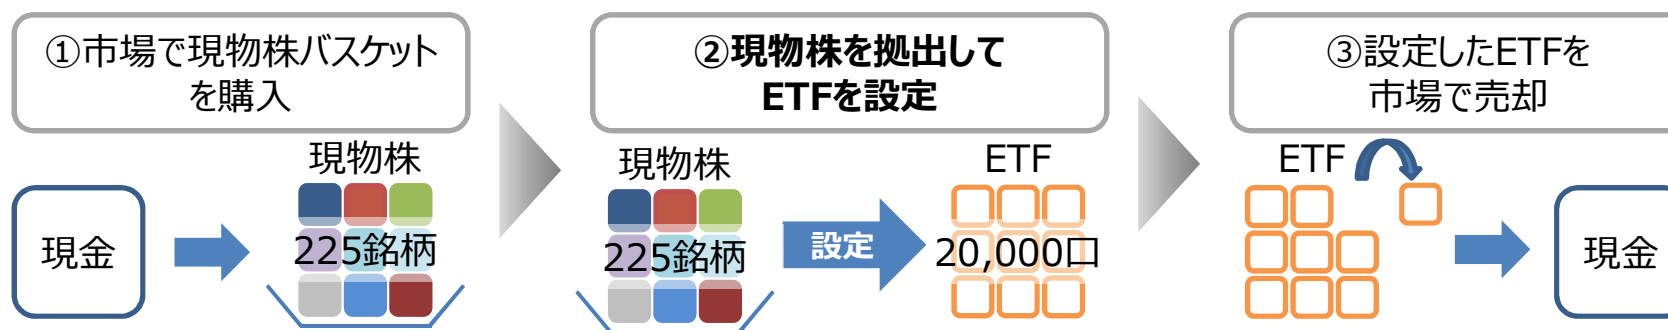 ①市場で現物株バスケット
を購入
現金
現物株
225銘柄
②現物株を拠出して
ETFを設定
現物株
225銘柄
設定
ETF
20,000口
③設定したETFを
市場で売却
ETF
現金